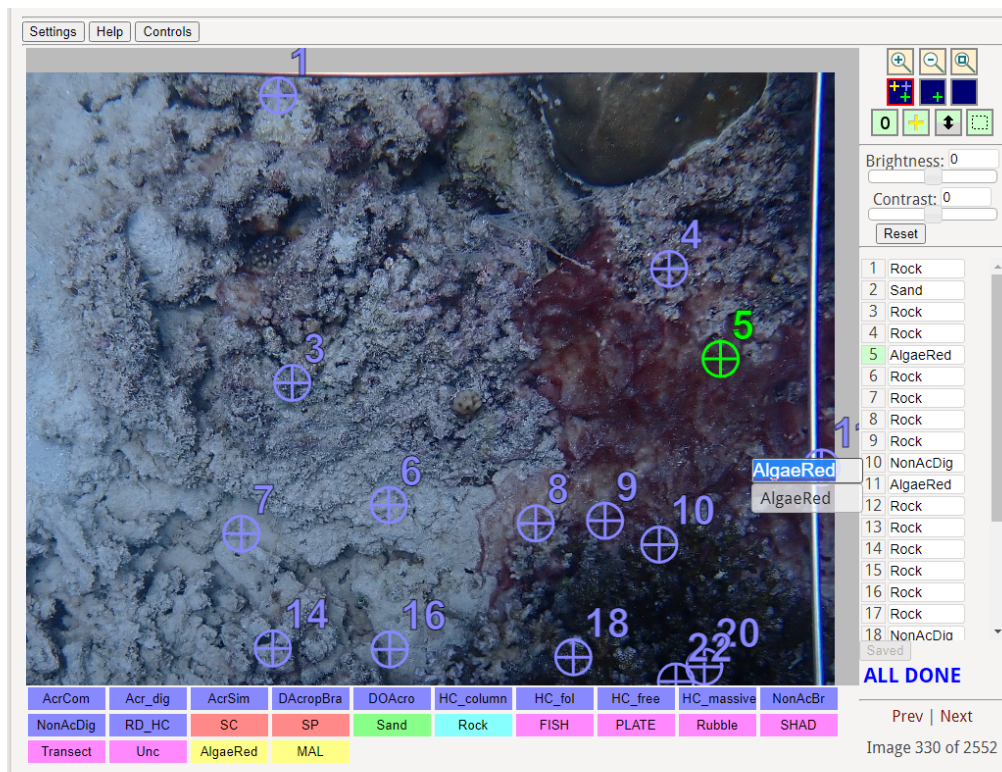 Settings Help Controls
1
4
5
3
11
AlgaeRed
AlgaeRed
6
7
8
9
10
14
16
18
20
22
0
Brightness: 0
Contrast: 0
Reset
1 Rock
2 Sand
3 Rock
4 Rock
5 AlgaeRed
6 Rock
7 Rock
8 Rock
9 Rock
10 NonAcDig
11 AlgaeRed
12 Rock
13 Rock
14 Rock
15 Rock
16 Rock
17 Rock
18 NonAcDig
Saved
ALL DONE
Prev | Next
Image 330 of 2552
AcrCom Acr_dig AcrSim DAcropBra DOAcro HC_column HC_fol HC_free HC_massive NonAcBr
NonAcDig RD_HC SC SP Sand Rock FISH PLATE Rubble SHAD
Transect Unc AlgaeRed MAL